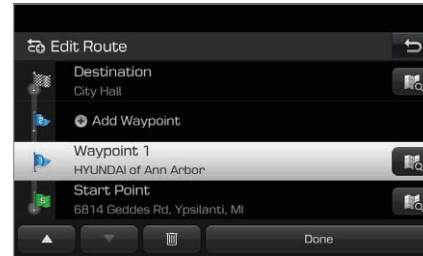 Edit Route
Destination
City Hall
Add Waypoint
Waypoint 1
HYUNDAI of Ann Arbor
Start Point
6814 Geddes Rd, Ypsilanti, MI
Done